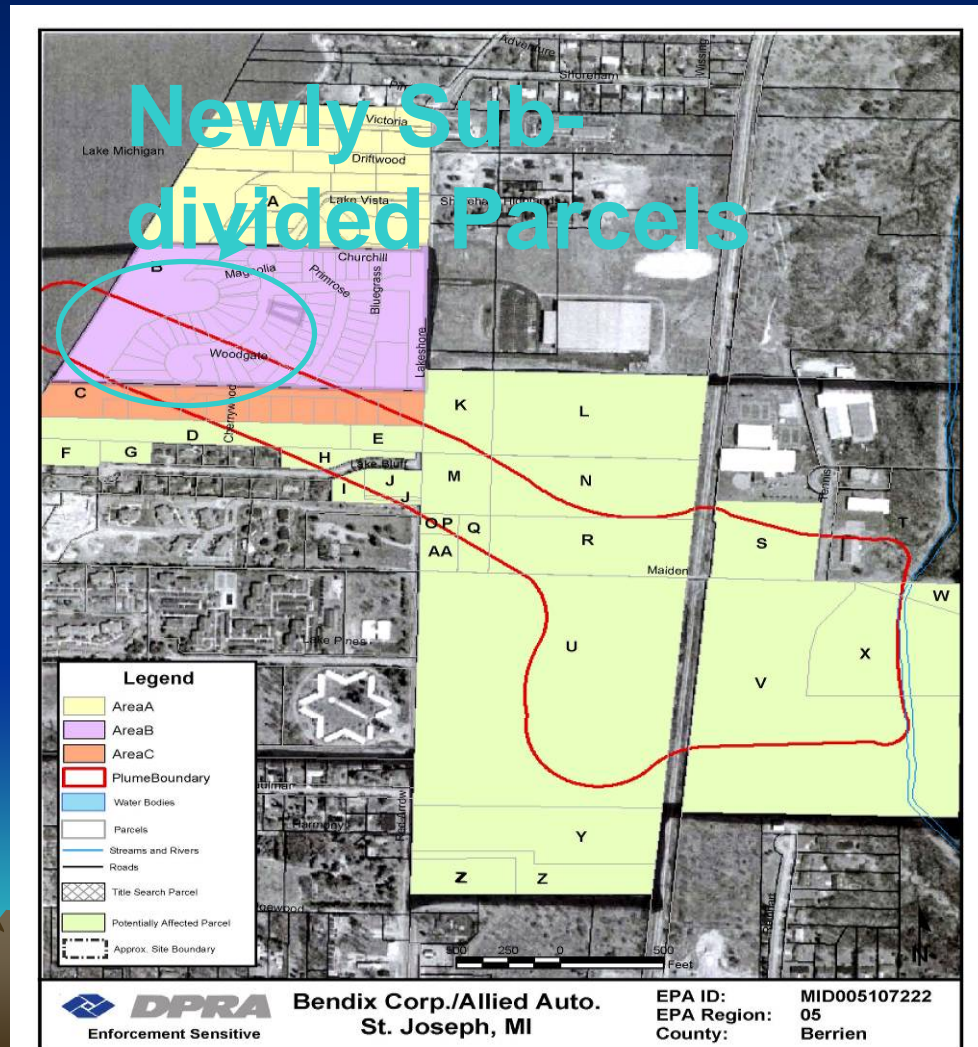 Newly Sub-
divided Parcels
Adventure
Shoreham
Wissing
Victoria
Lake Michigan
Driftwood
A
Lake Vista
B
Churchill
Magnolia
Primrose
Bluegrass
Woodgate
Lakeshore
C
Cherrywood
K
L
D
E
F
G
H
Lake Bluff
M
N
I
J
J
O
P
Q
R
S
T
AA
Maiden
W
Lake Pines
U
X
V
Legend
AreaA
AreaB
AreaC
PlumeBoundary
Water Bodies
Parcels
Streams and Rivers
Roads
Title Search Parcel
Potentially Affected Parcel
Approx. Site Boundary
Harmony
Y
Z
Z
500 250 0 500
Feet
N
DPRA
Enforcement Sensitive
Bendix Corp./Allied Auto.
St. Joseph, MI
EPA ID: MID005107222
EPA Region: 05
County: Berrien